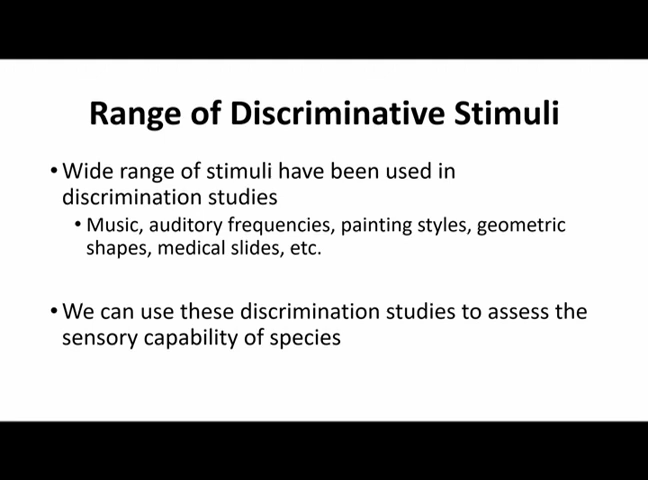 Range of Discriminative Stimuli
• Wide range of stimuli have been used in
discrimination studies
• Music, auditory frequencies, painting styles, geometric
shapes, medical slides, etc.
• We can use these discrimination studies to assess the
sensory capability of species